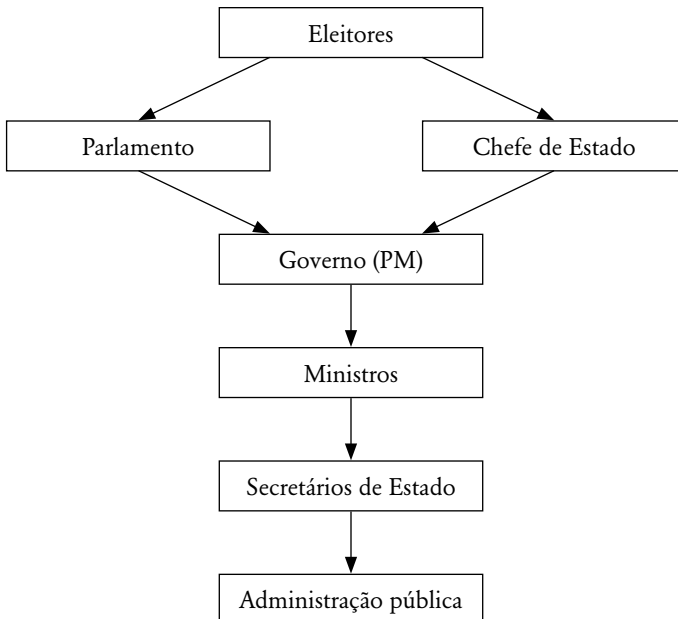 Eleitores
Parlamento
Chefe de Estado
Governo (PM)
Ministros
Secretários de Estado
Administração pública